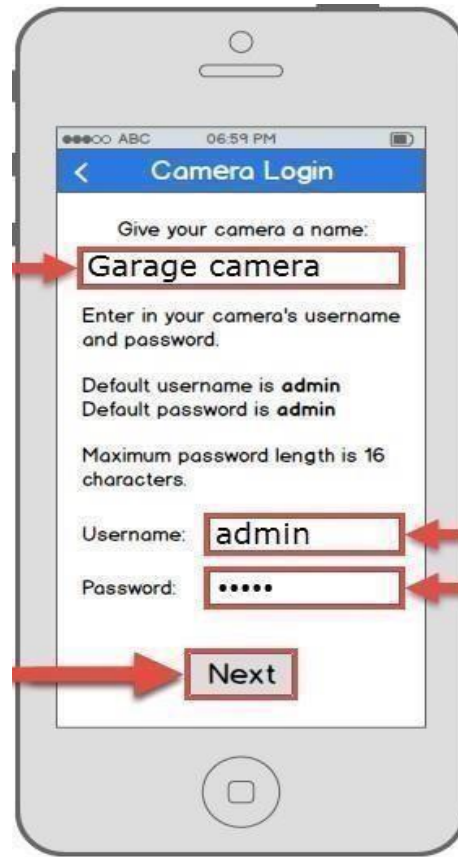 ABC 06:59 PM
< Camera Login
Give your camera a name:
Garage camera
Enter in your camera's username
and password.
Default username is admin
Default password is admin
Maximum password length is 16
characters.
Username: admin
Password: •••••
Next